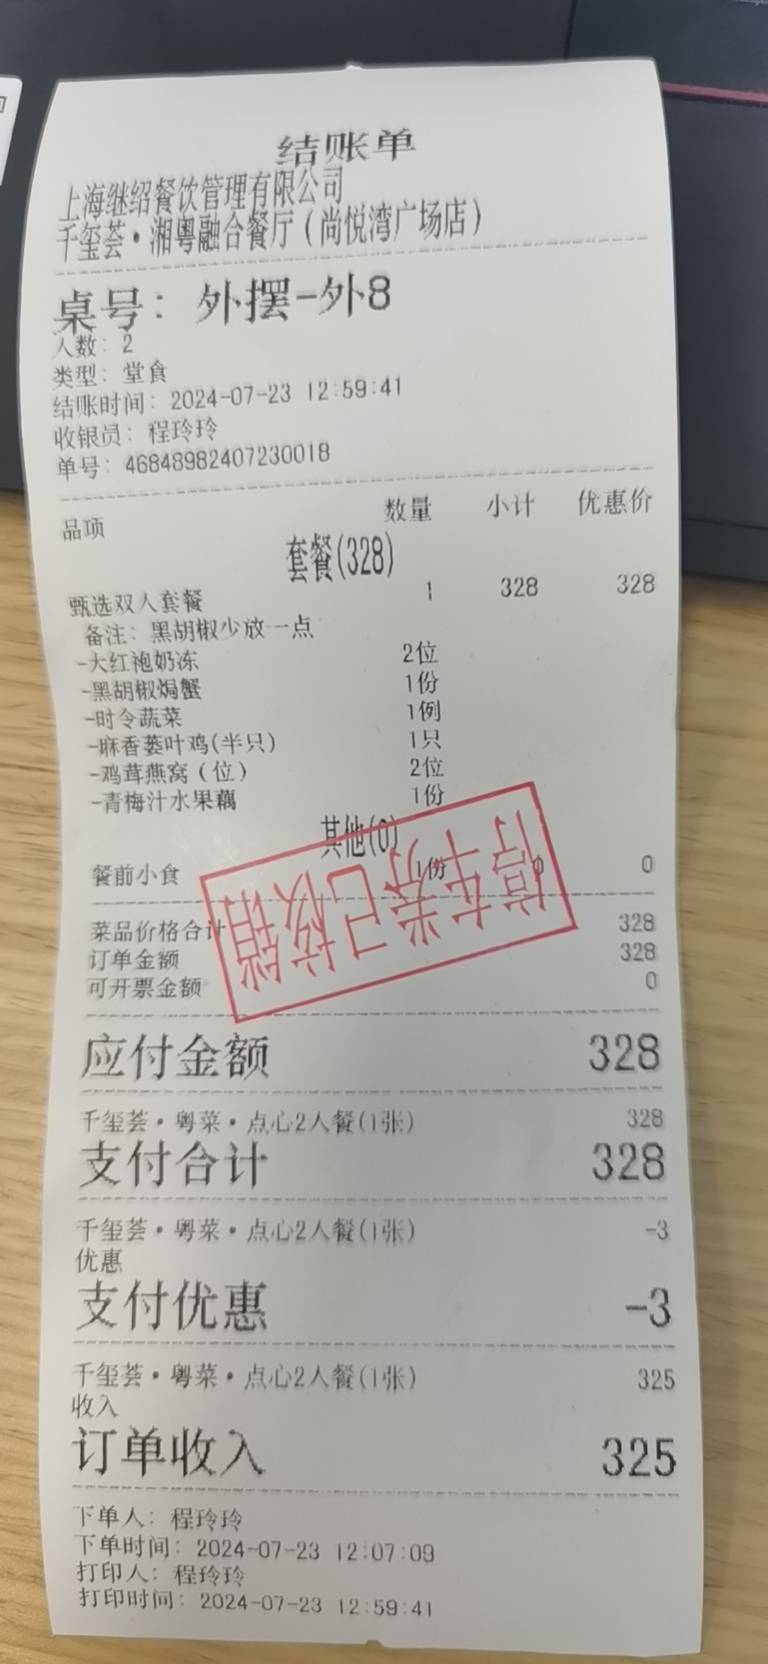 结账单
上海继绍餐饮管理有限公司
千玺荟·湘粤融合餐厅(尚悦湾广场店)
桌号: 外摆-外8
人数: 2
类型: 堂食
结账时间: 2024-07-23 12:59:41
收银员: 程玲玲
单号: 46848982407230018
品项 数量 小计 优惠价
套餐(328)
甄选双人套餐 1 328 328
备注: 黑胡椒少放一点
-大红袍奶冻 2位
-黑胡椒焗蟹 1份
-时令蔬菜 1例
-麻香蒌叶鸡(半只) 1只
-鸡茸燕窝(位) 2位
-青梅汁水果藕 1份
其他(0)
餐前小食 1份 0 0
停车券已核销
菜品价格合计 328
订单金额 328
可开票金额 0
应付金额 328
千玺荟·粤菜·点心2人餐(1张) 328
支付合计 328
千玺荟·粤菜·点心2人餐(1张) -3
优惠
支付优惠 -3
千玺荟·粤菜·点心2人餐(1张) 325
收入
订单收入 325
下单人: 程玲玲
下单时间: 2024-07-23 12:07:09
打印人: 程玲玲
打印时间: 2024-07-23 12:59:41